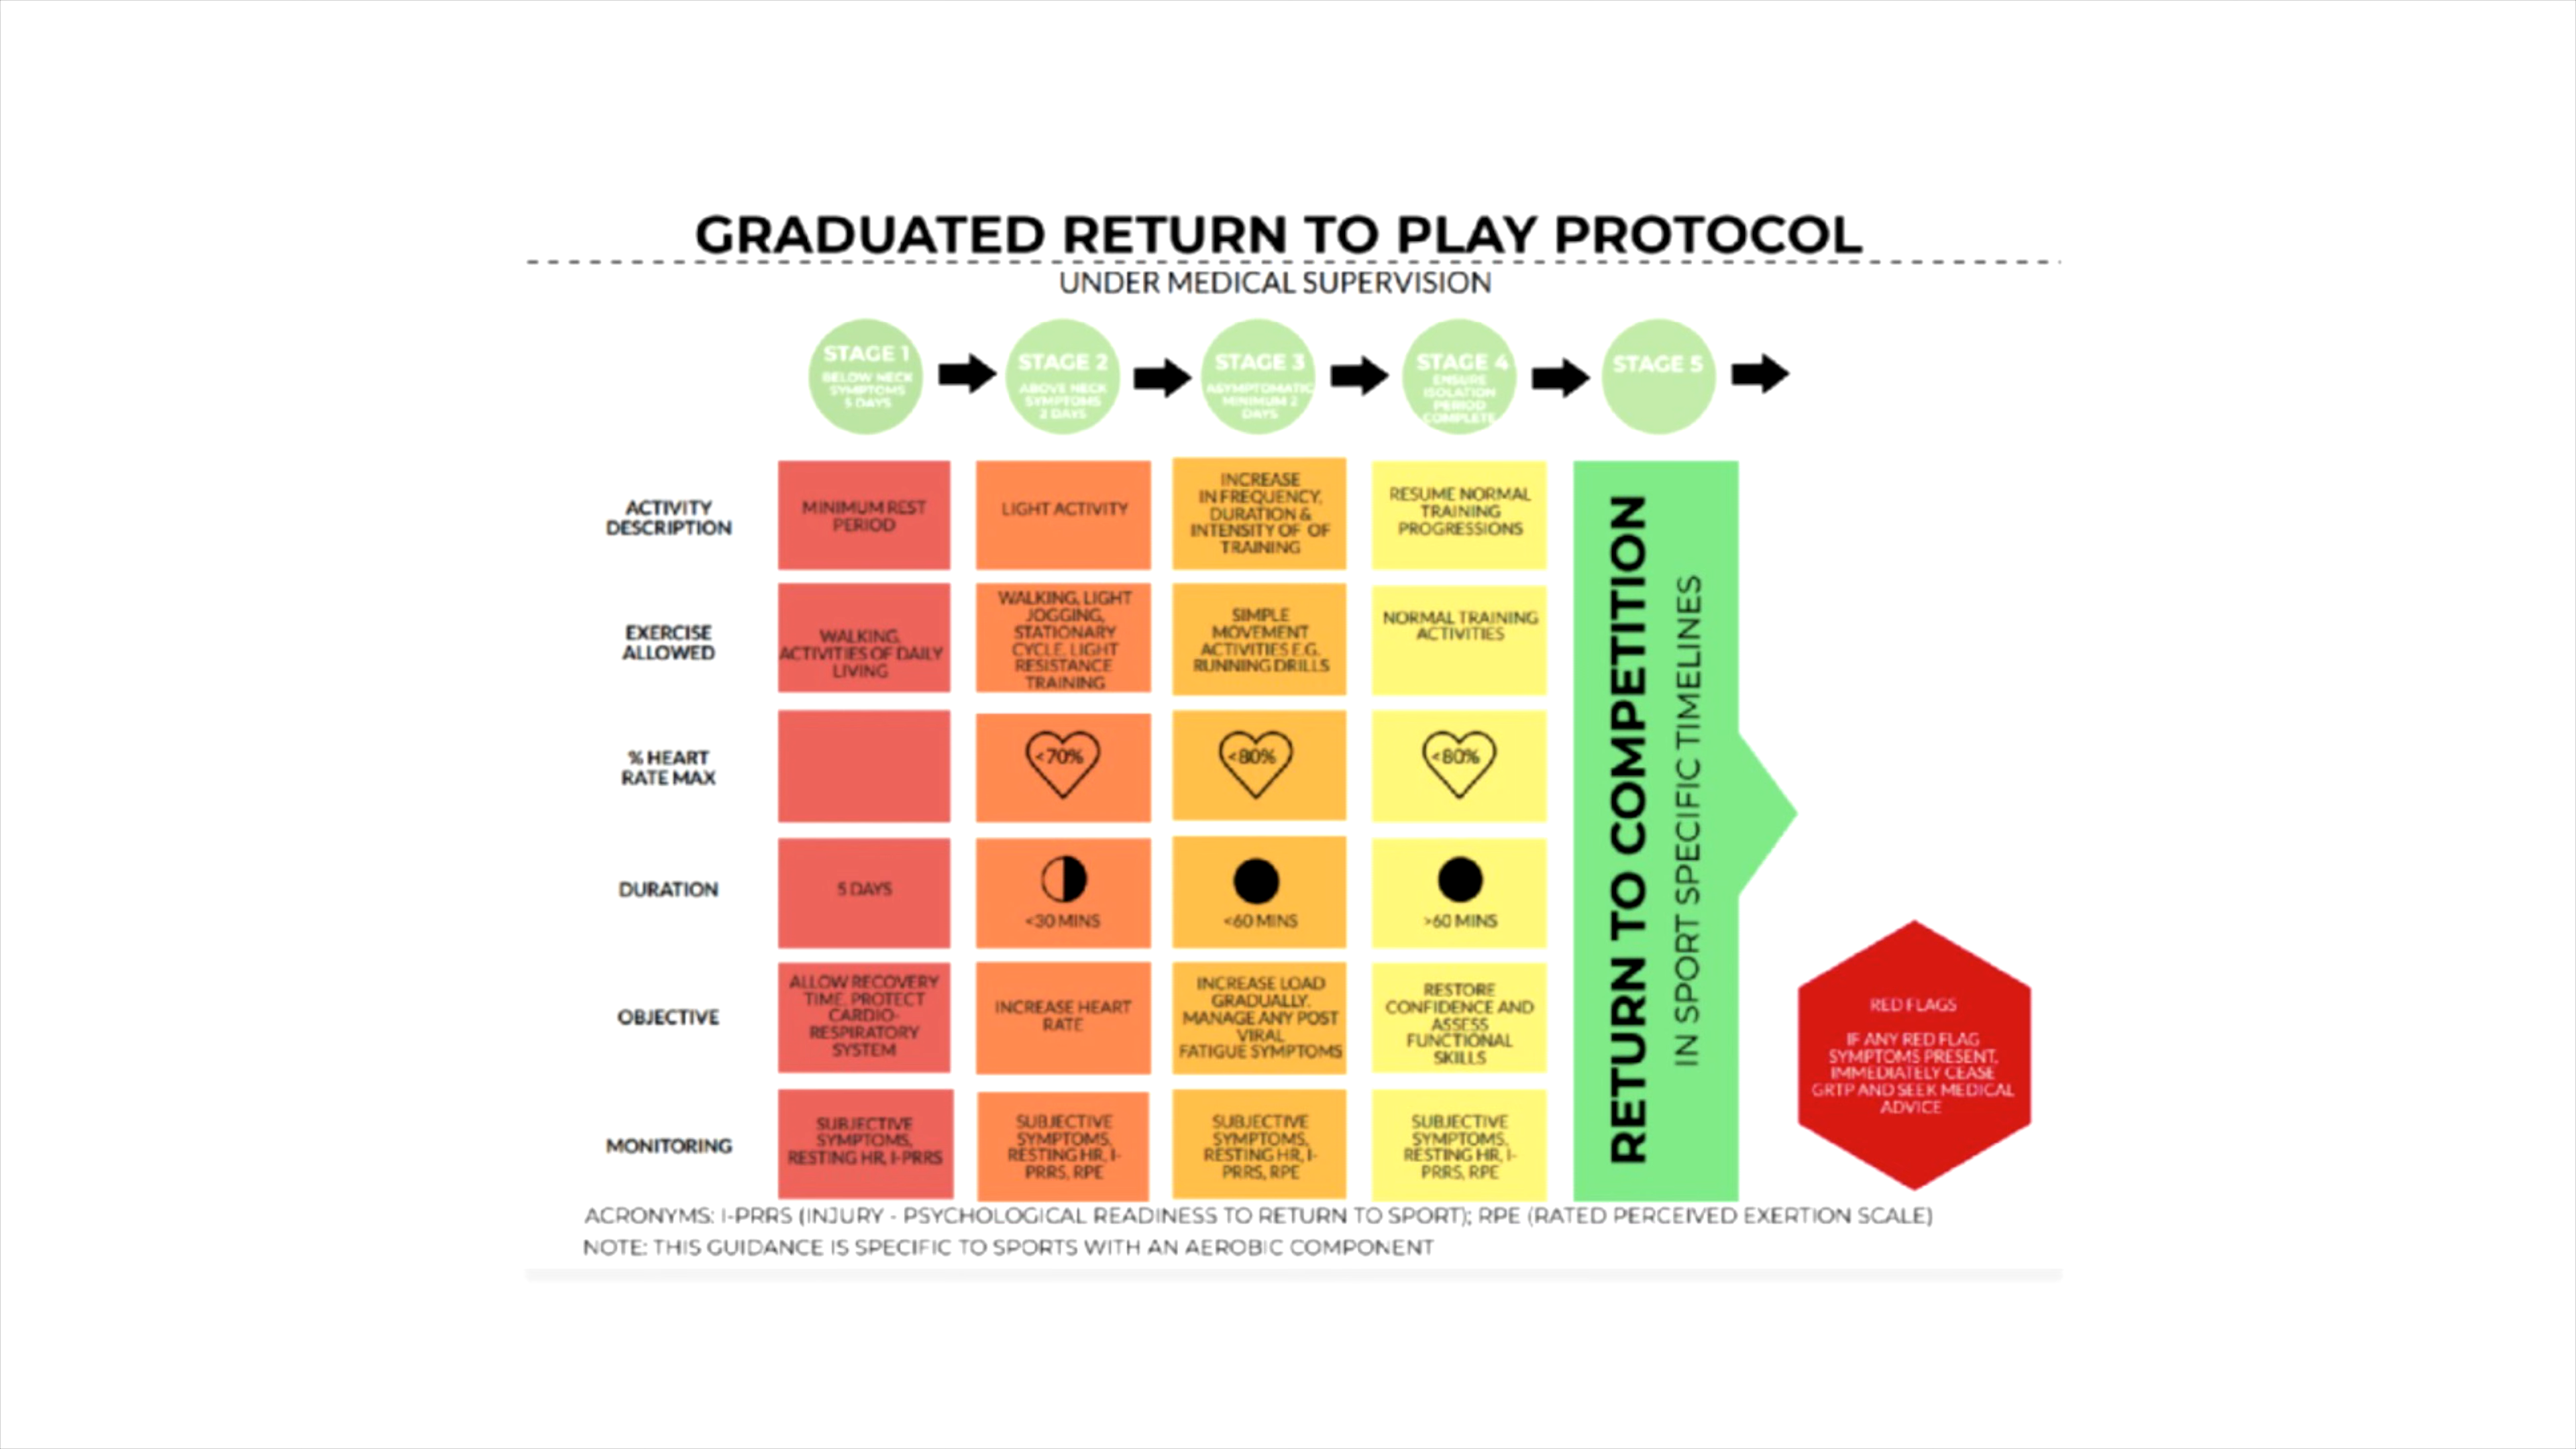 GRADUATED RETURN TO PLAY PROTOCOL
UNDER MEDICAL SUPERVISION
STAGE 1
BELOW NECK
SYMPTOMS
5 DAYS
STAGE 2
ABOVE NECK
SYMPTOMS
2 DAYS
STAGE 3
ASYMPTOMATIC
MINIMUM 2
DAYS
STAGE 4
ENSURE
ISOLATION
PERIOD
COMPLETE
STAGE 5
ACTIVITY
DESCRIPTION
MINIMUM REST
PERIOD
LIGHT ACTIVITY
INCREASE
IN FREQUENCY,
DURATION &
INTENSITY OF OF
TRAINING
RESUME NORMAL
TRAINING
PROGRESSIONS
EXERCISE
ALLOWED
WALKING,
ACTIVITIES OF DAILY
LIVING
WALKING, LIGHT
JOGGING,
STATIONARY
CYCLE, LIGHT
RESISTANCE
TRAINING
SIMPLE
MOVEMENT
ACTIVITIES E.G.
RUNNING DRILLS
NORMAL TRAINING
ACTIVITIES
% HEART
RATE MAX
<70%
<80%
<80%
DURATION
5 DAYS
<30 MINS
<60 MINS
>60 MINS
OBJECTIVE
ALLOW RECOVERY
TIME, PROTECT
CARDIO-
RESPIRATORY
SYSTEM
INCREASE HEART
RATE
INCREASE LOAD
GRADUALLY,
MANAGE ANY POST
VIRAL
FATIGUE SYMPTOMS
RESTORE
CONFIDENCE AND
ASSESS
FUNCTIONAL
SKILLS
MONITORING
SUBJECTIVE
SYMPTOMS,
RESTING HR, I-PRRS
SUBJECTIVE
SYMPTOMS,
RESTING HR, I-
PRRS, RPE
SUBJECTIVE
SYMPTOMS,
RESTING HR, I-
PRRS, RPE
SUBJECTIVE
SYMPTOMS,
RESTING HR, I-
PRRS, RPE
RETURN TO COMPETITION
IN SPORT SPECIFIC TIMELINES
RED FLAGS
IF ANY RED FLAG
SYMPTOMS PRESENT,
IMMEDIATELY CEASE
GRTP AND SEEK MEDICAL
ADVICE
ACRONYMS: I-PRRS (INJURY - PSYCHOLOGICAL READINESS TO RETURN TO SPORT); RPE (RATED PERCEIVED EXERTION SCALE)
NOTE: THIS GUIDANCE IS SPECIFIC TO SPORTS WITH AN AEROBIC COMPONENT